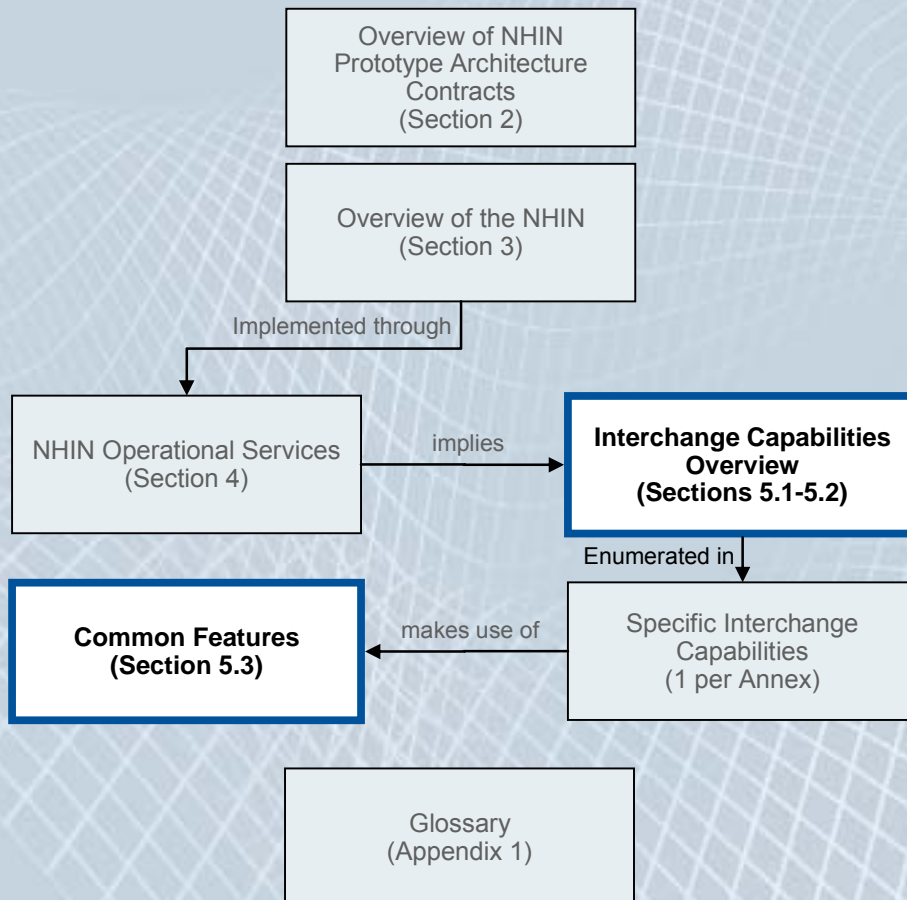 Overview of NHIN
Prototype Architecture
Contracts
(Section 2)
Overview of the NHIN
(Section 3)
Implemented through
NHIN Operational Services
(Section 4)
implies
Interchange Capabilities
Overview
(Sections 5.1-5.2)
Enumerated in
Common Features
(Section 5.3)
makes use of
Specific Interchange
Capabilities
(1 per Annex)
Glossary
(Appendix 1)